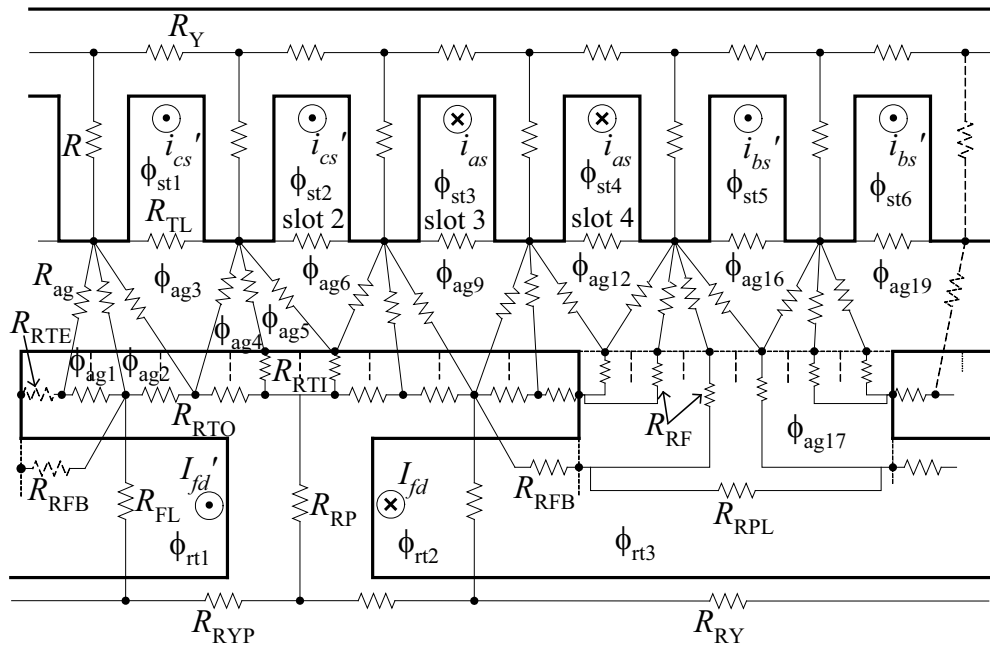 R_Y
R
i_cs' i_cs' i_as i_as i_bs' i_bs'
ϕ_st1 ϕ_st2 ϕ_st3 ϕ_st4 ϕ_st5 ϕ_st6
R_TL slot 2 slot 3 slot 4
R_ag ϕ_ag3 ϕ_ag6 ϕ_ag9 ϕ_ag12 ϕ_ag16 ϕ_ag19
R_RTE ϕ_ag1 ϕ_ag2 ϕ_ag4 ϕ_ag5
R_RTI
R_RTO R_RF ϕ_ag17
R_RFB R_FL I_fd' R_RP I_fd R_RFB R_RPL
ϕ_rt1 ϕ_rt2 ϕ_rt3
R_RYP R_RY